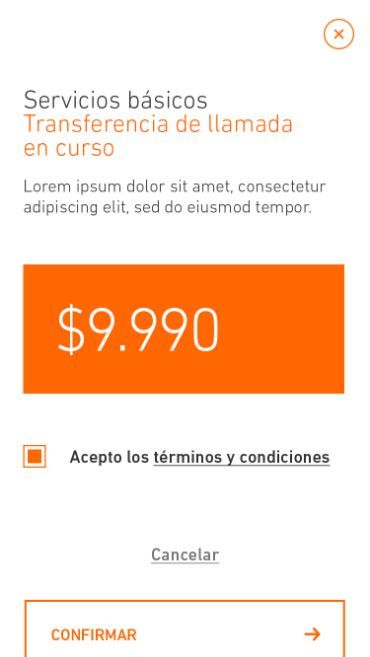 Servicios básicos
Transferencia de llamada
en curso
Lorem ipsum dolor sit amet, consectetur
adipiscing elit, sed do eiusmod tempor.
$9.990
Acepto los términos y condiciones
Cancelar
CONFIRMAR